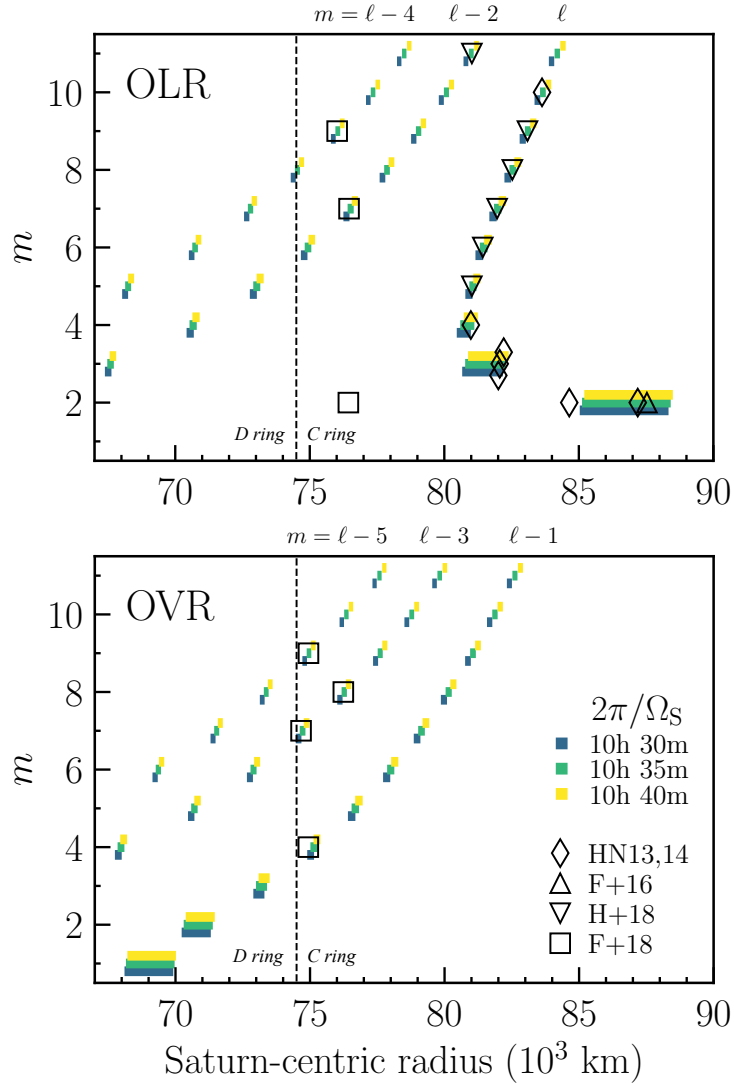 m = ℓ − 4 ℓ − 2 ℓ
OLR
10
8
6
4
2
m
D ring C ring
70 75 80 85 90
m = ℓ − 5 ℓ − 3 ℓ − 1
OVR
10
8
6
4
2
m
2π/Ω_S
10h 30m
10h 35m
10h 40m
HN13,14
F+16
H+18
F+18
D ring C ring
70 75 80 85 90
Saturn-centric radius (10³ km)